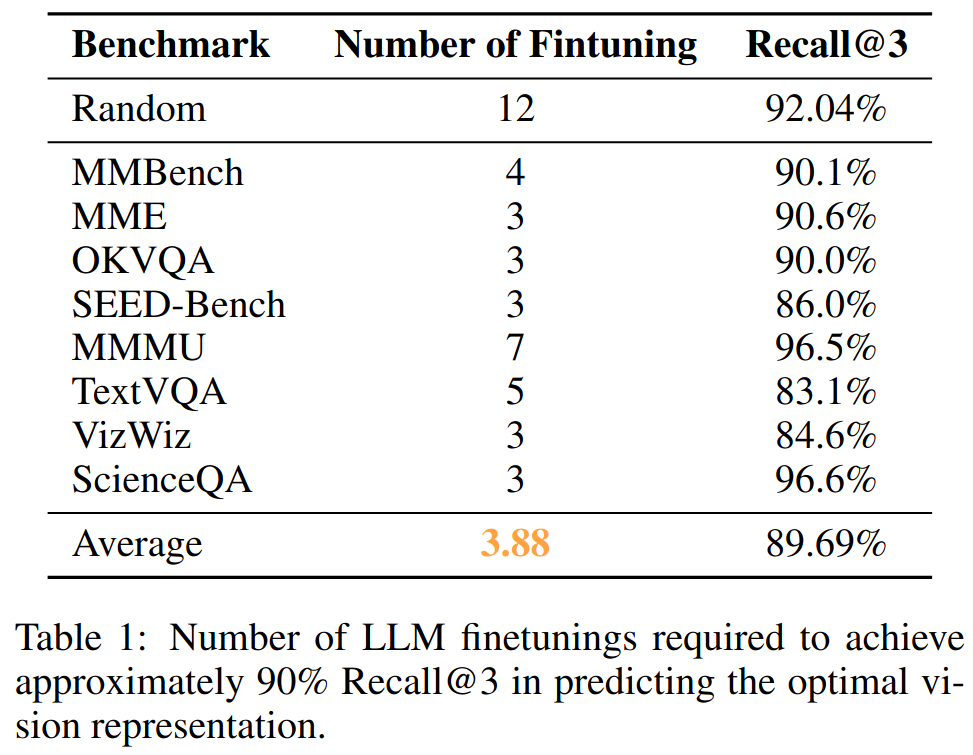 Benchmark Number of Fintuning Recall@3
Random 12 92.04%
MMBench 4 90.1%
MME 3 90.6%
OKVQA 3 90.0%
SEED-Bench 3 86.0%
MMMU 7 96.5%
TextVQA 5 83.1%
VizWiz 3 84.6%
ScienceQA 3 96.6%
Average 3.88 89.69%
Table 1: Number of LLM finetunings required to achieve
approximately 90% Recall@3 in predicting the optimal vi-
sion representation.